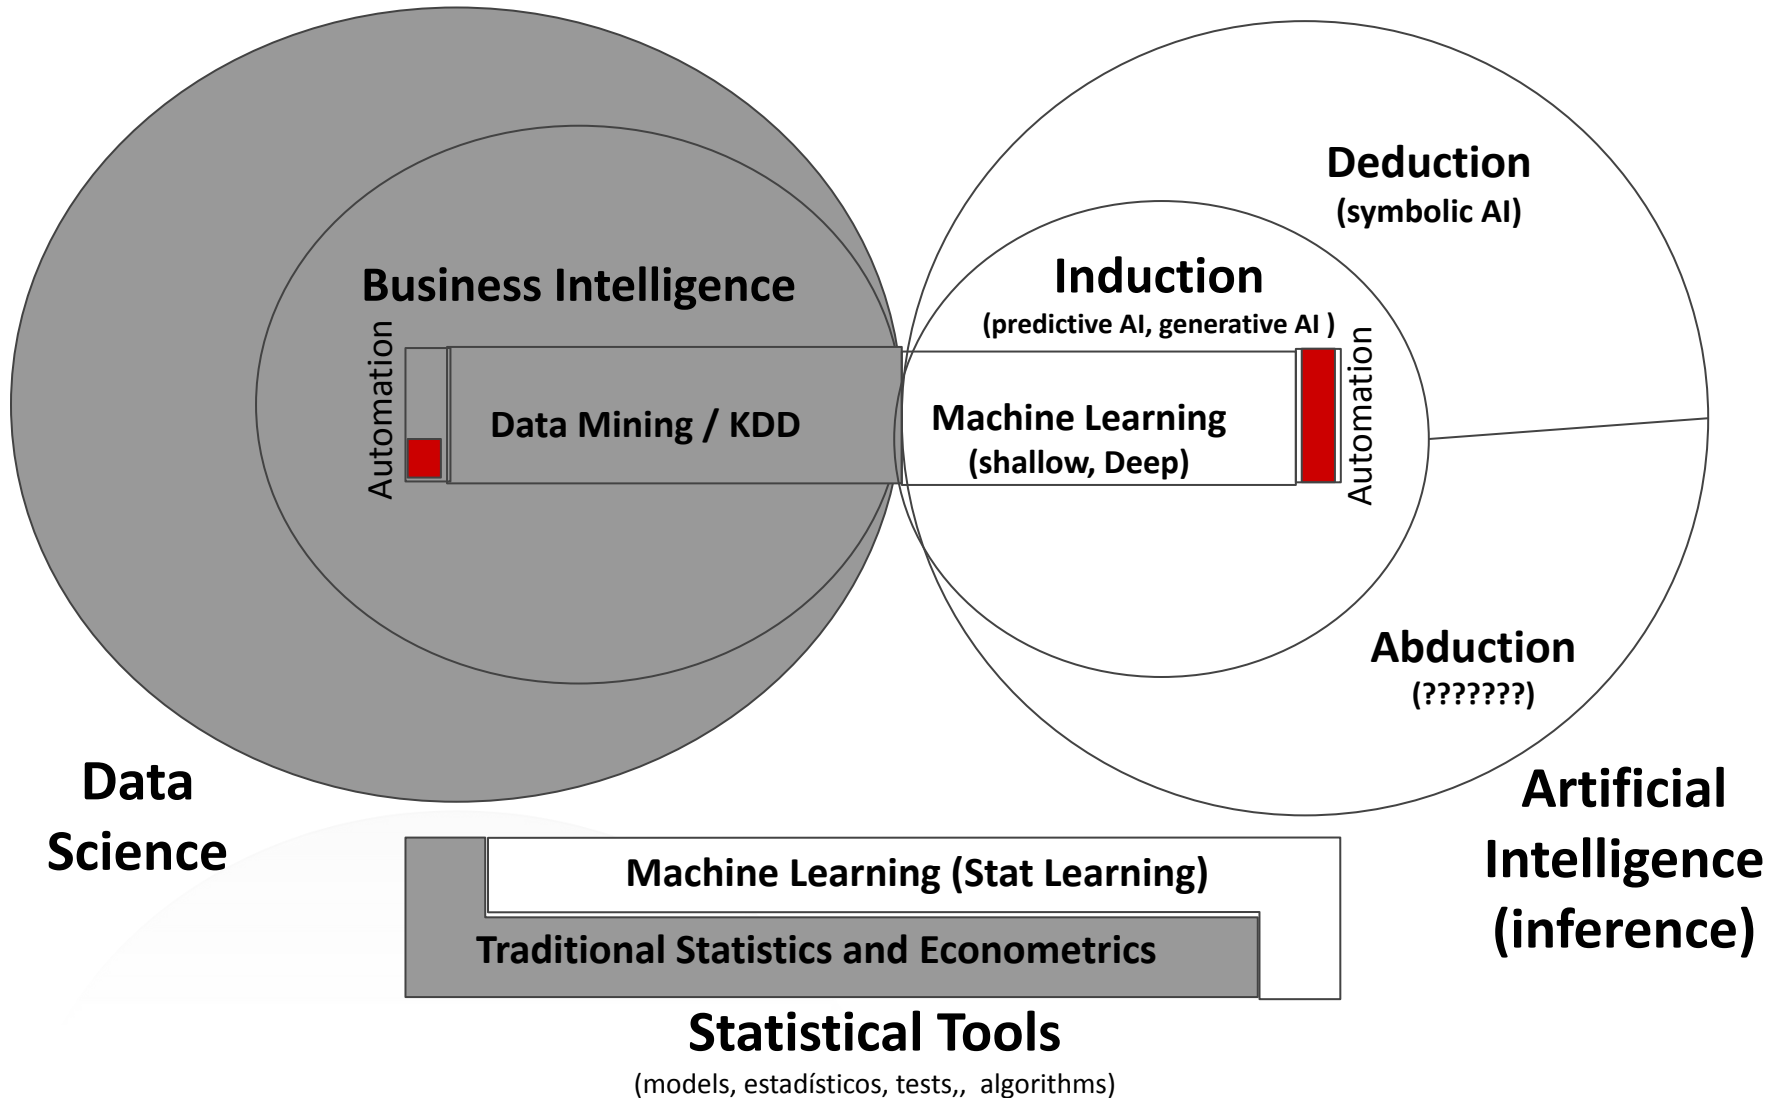 Deduction
(symbolic AI)
Business Intelligence
Induction
(predictive AI, generative AI )
Automation
Data Mining / KDD
Machine Learning
(shallow, Deep)
Automation
Abduction
(???????)
Data
Science
Artificial
Intelligence
(inference)
Machine Learning (Stat Learning)
Traditional Statistics and Econometrics
Statistical Tools
(models, estadísticos, tests,, algorithms)